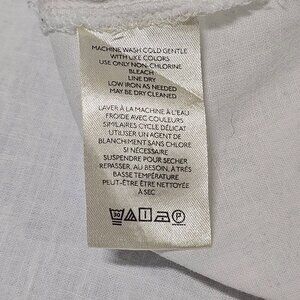 MACHINE WASH COLD GENTLE
WITH LIKE COLORS
USE ONLY NON-CHLORINE
BLEACH
LINE DRY
LOW IRON AS NEEDED
MAY BE DRY CLEANED
LAVER À LA MACHINE À L'EAU
FROIDE AVEC COULEURS
SIMILAIRES CYCLE DÉLICAT
UTILISER UN AGENT DE
BLANCHIMENT SANS CHLORE
SI NÉCESSAIRE
SUSPENDRE POUR SÉCHER
REPASSER, AU BESOIN, À TRÈS
BASSE TEMPÉRATURE
PEUT-ÊTRE ÊTRE NETTOYÉE
À SEC
30 P